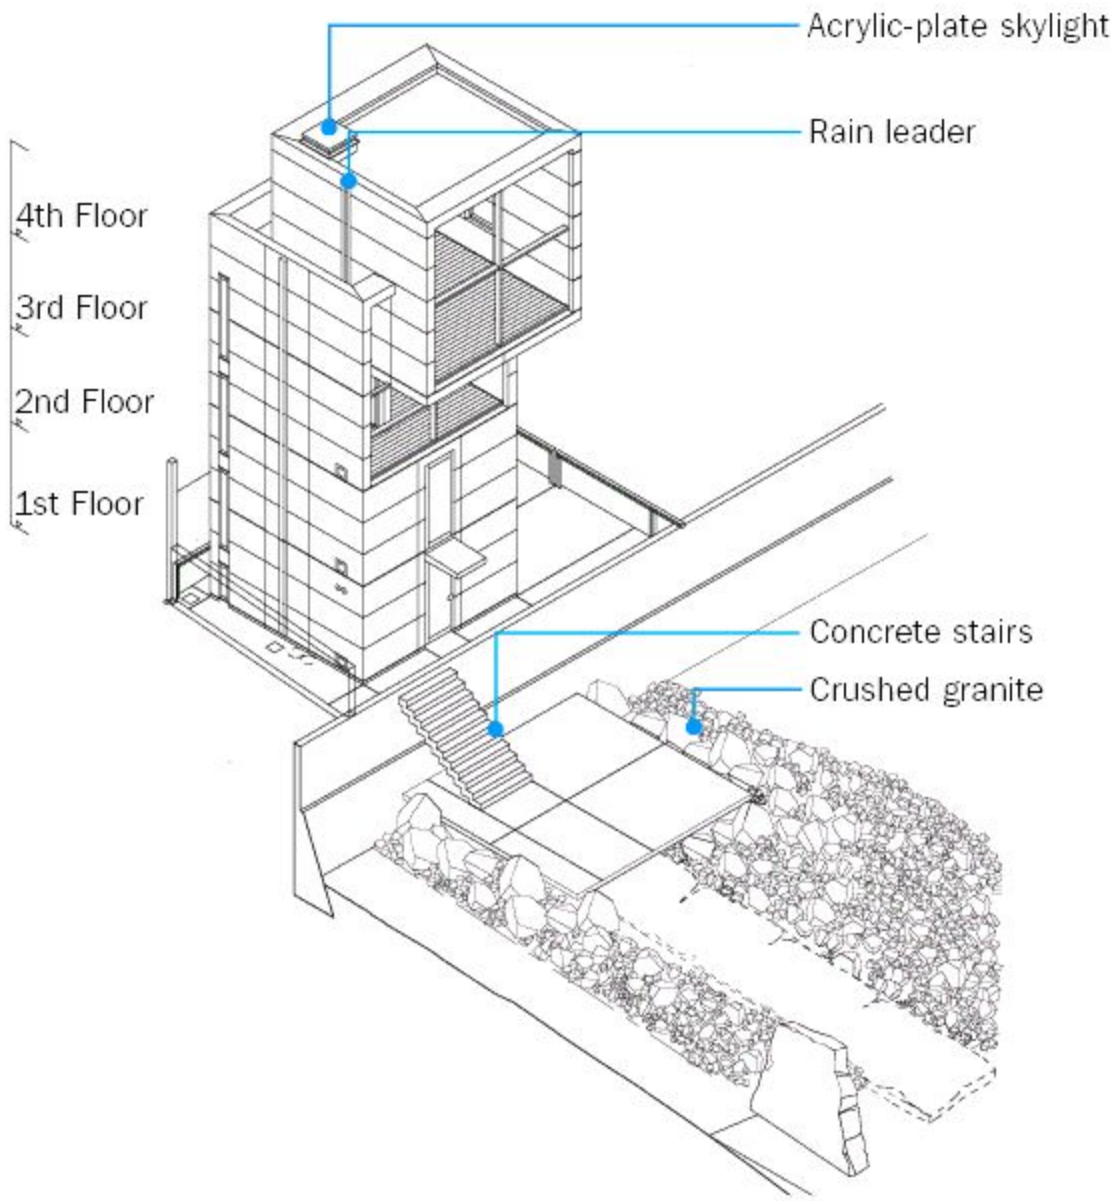 Acrylic-plate skylight
Rain leader
4th Floor
3rd Floor
2nd Floor
1st Floor
Concrete stairs
Crushed granite